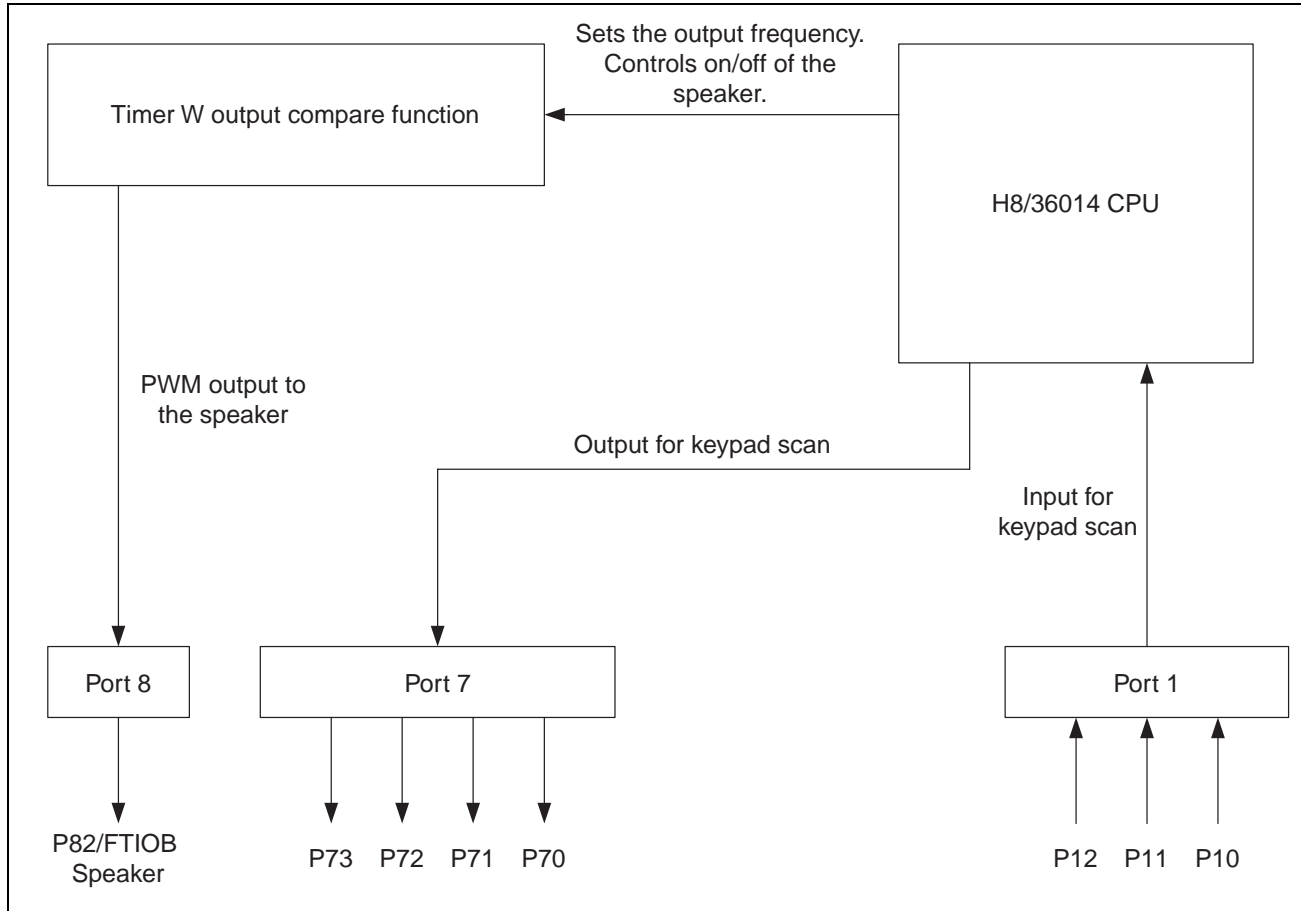 Sets the output frequency.
Controls on/off of the
speaker.
Timer W output compare function
H8/36014 CPU
PWM output to
the speaker
Output for keypad scan
Input for
keypad scan
Port 8
Port 7
Port 1
P82/FTIOB
Speaker
P73
P72
P71
P70
P12
P11
P10